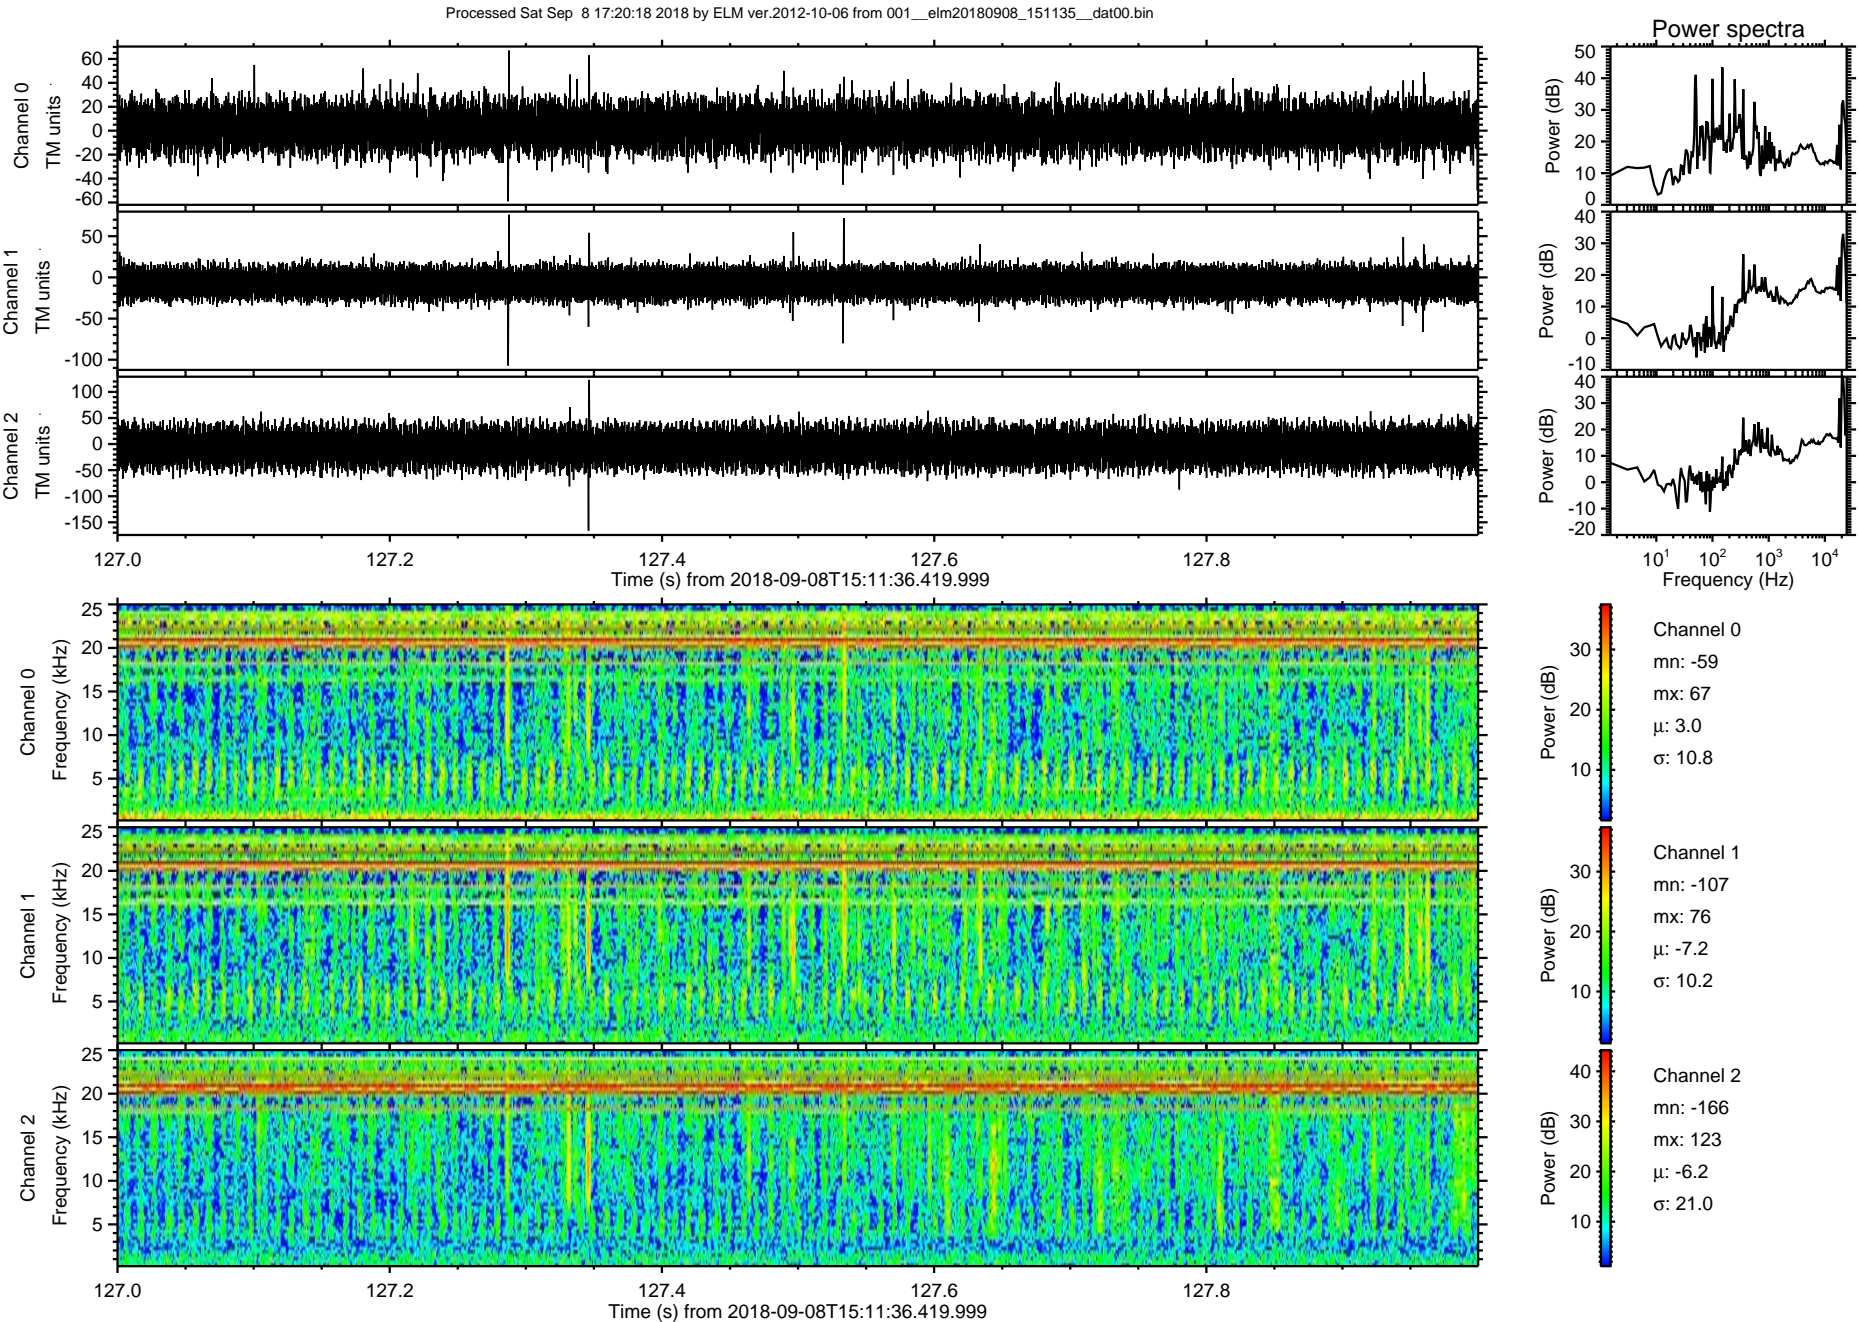 Processed Sat Sep  8 17:20:18 2018 by ELM ver.2012-10-06 from 001__elm20180908_151135__dat00.bin
Power spectra
Channel 0
TM units
60
40
20
0
-20
-40
-60
Power (dB)
50
40
30
20
10
0
Channel 1
TM units
50
0
-50
-100
Power (dB)
40
30
20
10
0
-10
Channel 2
TM units
100
50
0
-50
-100
-150
Power (dB)
40
30
20
10
0
-10
-20
127.0 127.2 127.4 127.6 127.8
Time (s) from 2018-09-08T15:11:36.419.999
10¹ 10² 10³ 10⁴
Frequency (Hz)
Channel 0
Frequency (kHz)
25
20
15
10
5
Power (dB)
30
20
10
Channel 0
mn: -59
mx: 67
μ: 3.0
σ: 10.8
Channel 1
Frequency (kHz)
25
20
15
10
5
Power (dB)
30
20
10
Channel 1
mn: -107
mx: 76
μ: -7.2
σ: 10.2
Channel 2
Frequency (kHz)
25
20
15
10
5
Power (dB)
40
30
20
10
Channel 2
mn: -166
mx: 123
μ: -6.2
σ: 21.0
127.0 127.2 127.4 127.6 127.8
Time (s) from 2018-09-08T15:11:36.419.999